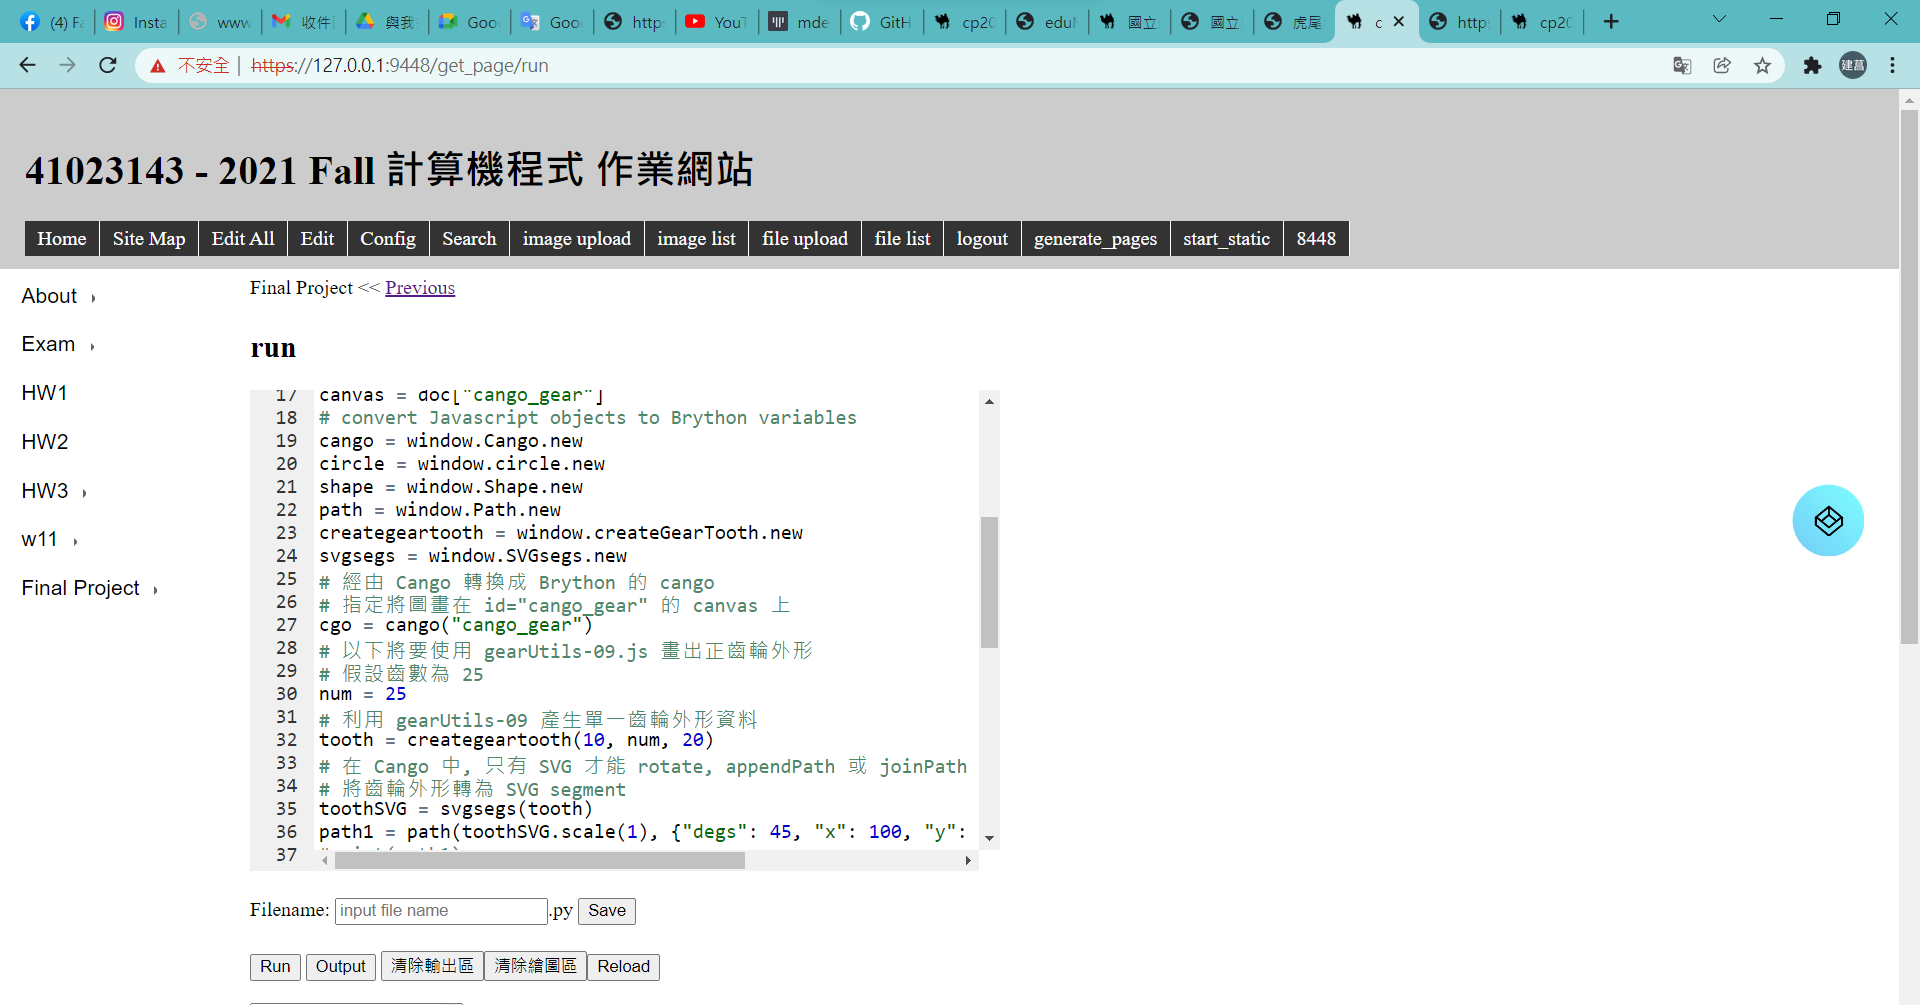 (4) Fa
Insta
www
收件
與我
Goo
Goo
http
YouT
mde
GitH
cp20
edu
國立
國立
虎尾
c
http
cp20
不安全 | https://127.0.0.1:9448/get_page/run
建菖
41023143 - 2021 Fall 計算機程式 作業網站
Home Site Map Edit All Edit Config Search image upload image list file upload file list logout generate_pages start_static 8448
About
Exam
HW1
HW2
HW3
w11
Final Project
Final Project << Previous
run
17 canvas = doc["cango_gear"]
18 # convert Javascript objects to Brython variables
19 cango = window.Cango.new
20 circle = window.circle.new
21 shape = window.Shape.new
22 path = window.Path.new
23 creategeartooth = window.createGearTooth.new
24 svgsegs = window.SVGsegs.new
25 # 經由 Cango 轉換成 Brython 的 cango
26 # 指定將圖畫在 id="cango_gear" 的 canvas 上
27 cgo = cango("cango_gear")
28 # 以下將要使用 gearUtils-09.js 畫出正齒輪外形
29 # 假設齒數為 25
30 num = 25
31 # 利用 gearUtils-09 產生單一齒輪外形資料
32 tooth = creategeartooth(10, num, 20)
33 # 在 Cango 中, 只有 SVG 才能 rotate, appendPath 或 joinPath
34 # 將齒輪外形轉為 SVG segment
35 toothSVG = svgsegs(tooth)
36 path1 = path(toothSVG.scale(1), {"degs": 45, "x": 100, "y":
37
Filename: input file name .py Save
Run Output 清除輸出區 清除繪圖區 Reload